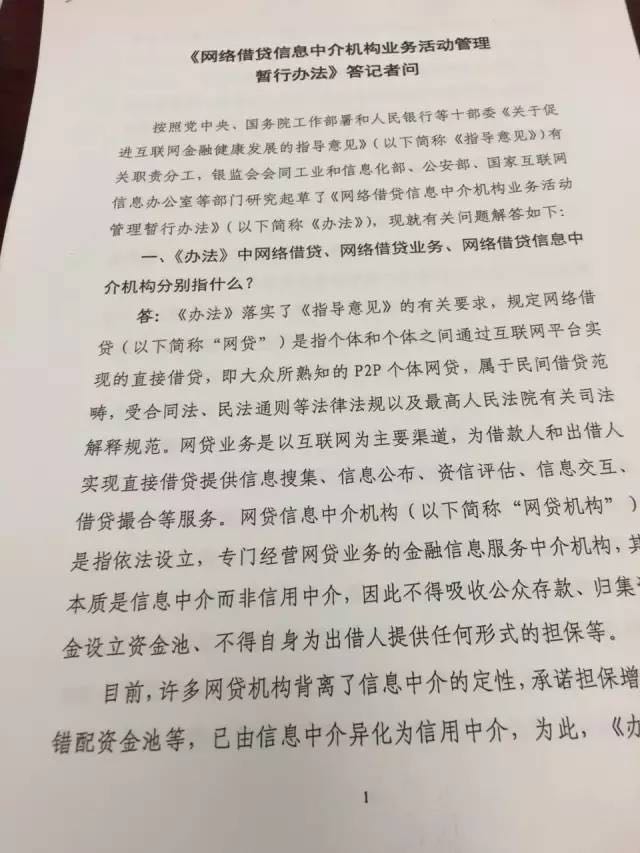 《网络借贷信息中介机构业务活动管理
暂行办法》答记者问
按照党中央、国务院工作部署和人民银行等十部委《关于促
进互联网金融健康发展的指导意见》(以下简称《指导意见》)有
关职责分工，银监会会同工业和信息化部、公安部、国家互联网
信息办公室等部门研究起草了《网络借贷信息中介机构业务活动
管理暂行办法》(以下简称《办法》)，现就有关问题解答如下：
一、《办法》中网络借贷、网络借贷业务、网络借贷信息中
介机构分别指什么？
答：《办法》落实了《指导意见》的有关要求，规定网络借
贷（以下简称“网贷”）是指个体和个体之间通过互联网平台实
现的直接借贷，即大众所熟知的 P2P 个体网贷，属于民间借贷范
畴，受合同法、民法通则等法律法规以及最高人民法院有关司法
解释规范。网贷业务是以互联网为主要渠道，为借款人和出借人
实现直接借贷提供信息搜集、信息公布、资信评估、信息交互、
借贷撮合等服务。网贷信息中介机构（以下简称“网贷机构”）
是指依法设立，专门经营网贷业务的金融信息服务中介机构，其
本质是信息中介而非信用中介，因此不得吸收公众存款、归集
金设立资金池、不得自身为出借人提供任何形式的担保等。
目前，许多网贷机构背离了信息中介的定性，承诺担保增
错配资金池等，已由信息中介异化为信用中介，为此，《办
1